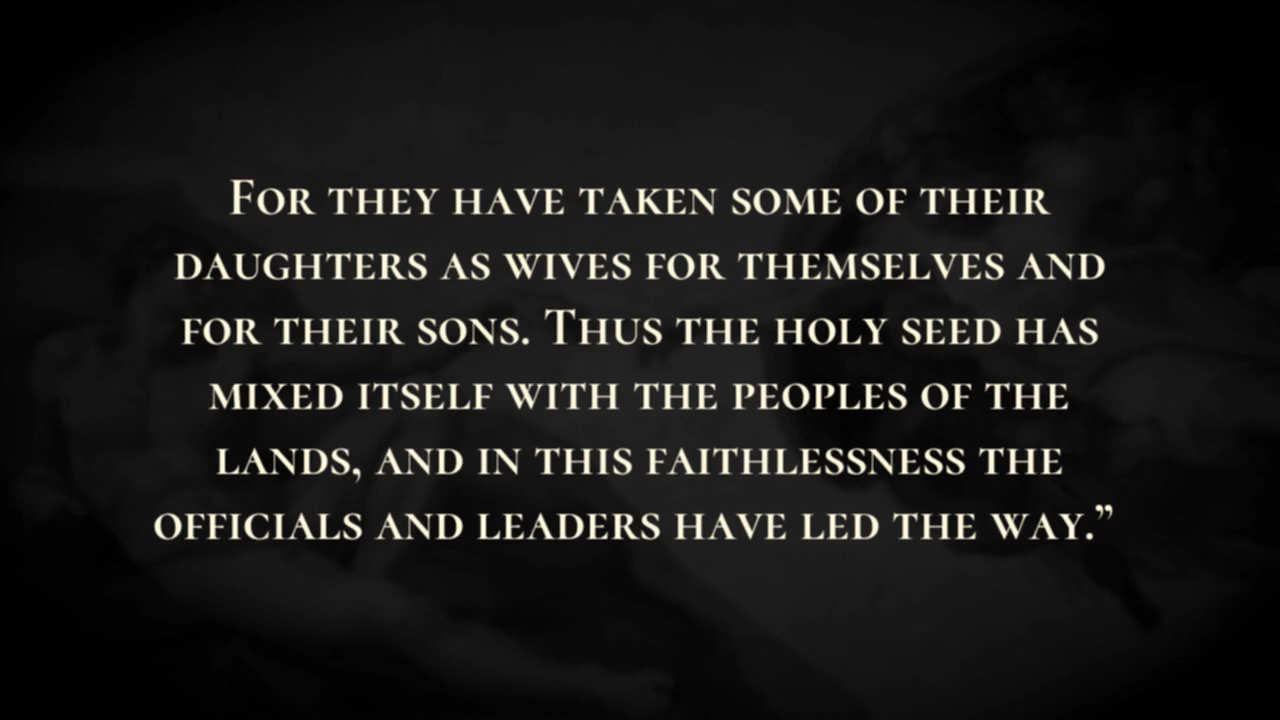 For they have taken some of their
daughters as wives for themselves and
for their sons. Thus the holy seed has
mixed itself with the peoples of the
lands, and in this faithlessness the
officials and leaders have led the way.”